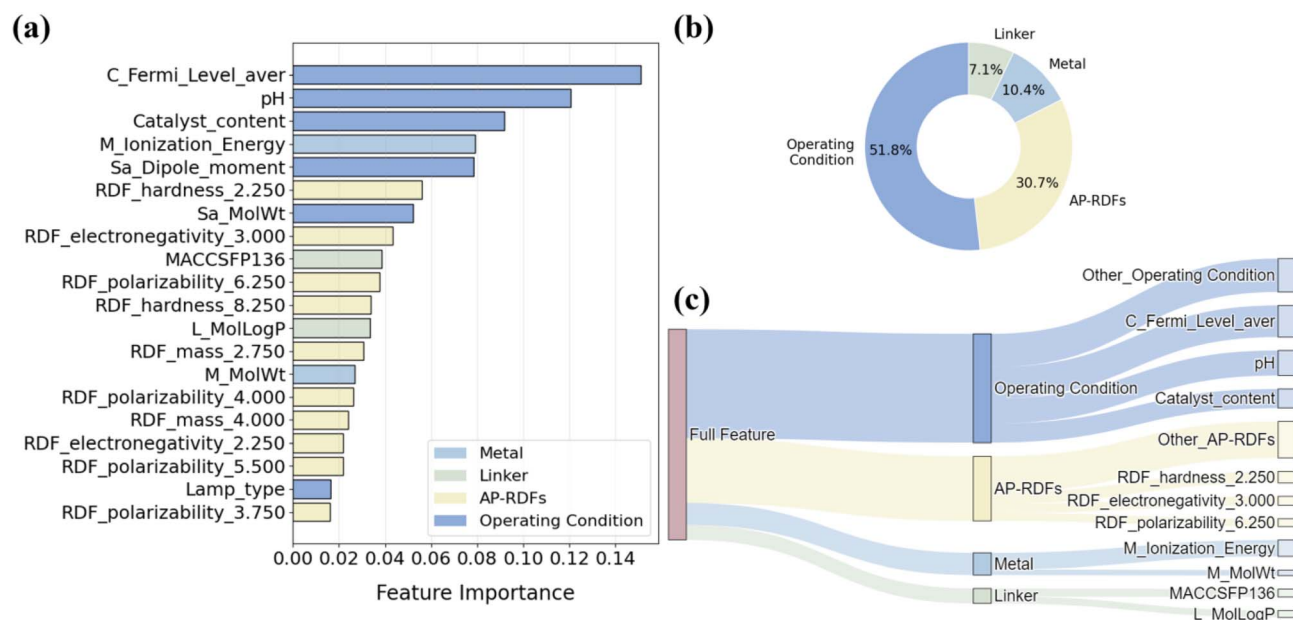 (a)
C_Fermi_Level_aver
pH
Catalyst_content
M_Ionization_Energy
Sa_Dipole_moment
RDF_hardness_2.250
Sa_MolWt
RDF_electronegativity_3.000
MACCSFP136
RDF_polarizability_6.250
RDF_hardness_8.250
L_MolLogP
RDF_mass_2.750
M_MolWt
RDF_polarizability_4.000
RDF_mass_4.000
RDF_electronegativity_2.250
RDF_polarizability_5.500
Lamp_type
RDF_polarizability_3.750
0.00 0.02 0.04 0.06 0.08 0.10 0.12 0.14
Feature Importance
Metal
Linker
AP-RDFs
Operating Condition
(b)
Linker
7.1%
Metal
10.4%
Operating
Condition
51.8%
30.7%
AP-RDFs
(c)
Full Feature
Operating Condition
AP-RDFs
Metal
Linker
Other_Operating Condition
C_Fermi_Level_aver
pH
Catalyst_content
Other_AP-RDFs
RDF_hardness_2.250
RDF_electronegativity_3.000
RDF_polarizability_6.250
M_Ionization_Energy
M_MolWt
MACCSFP136
L_MolLogP